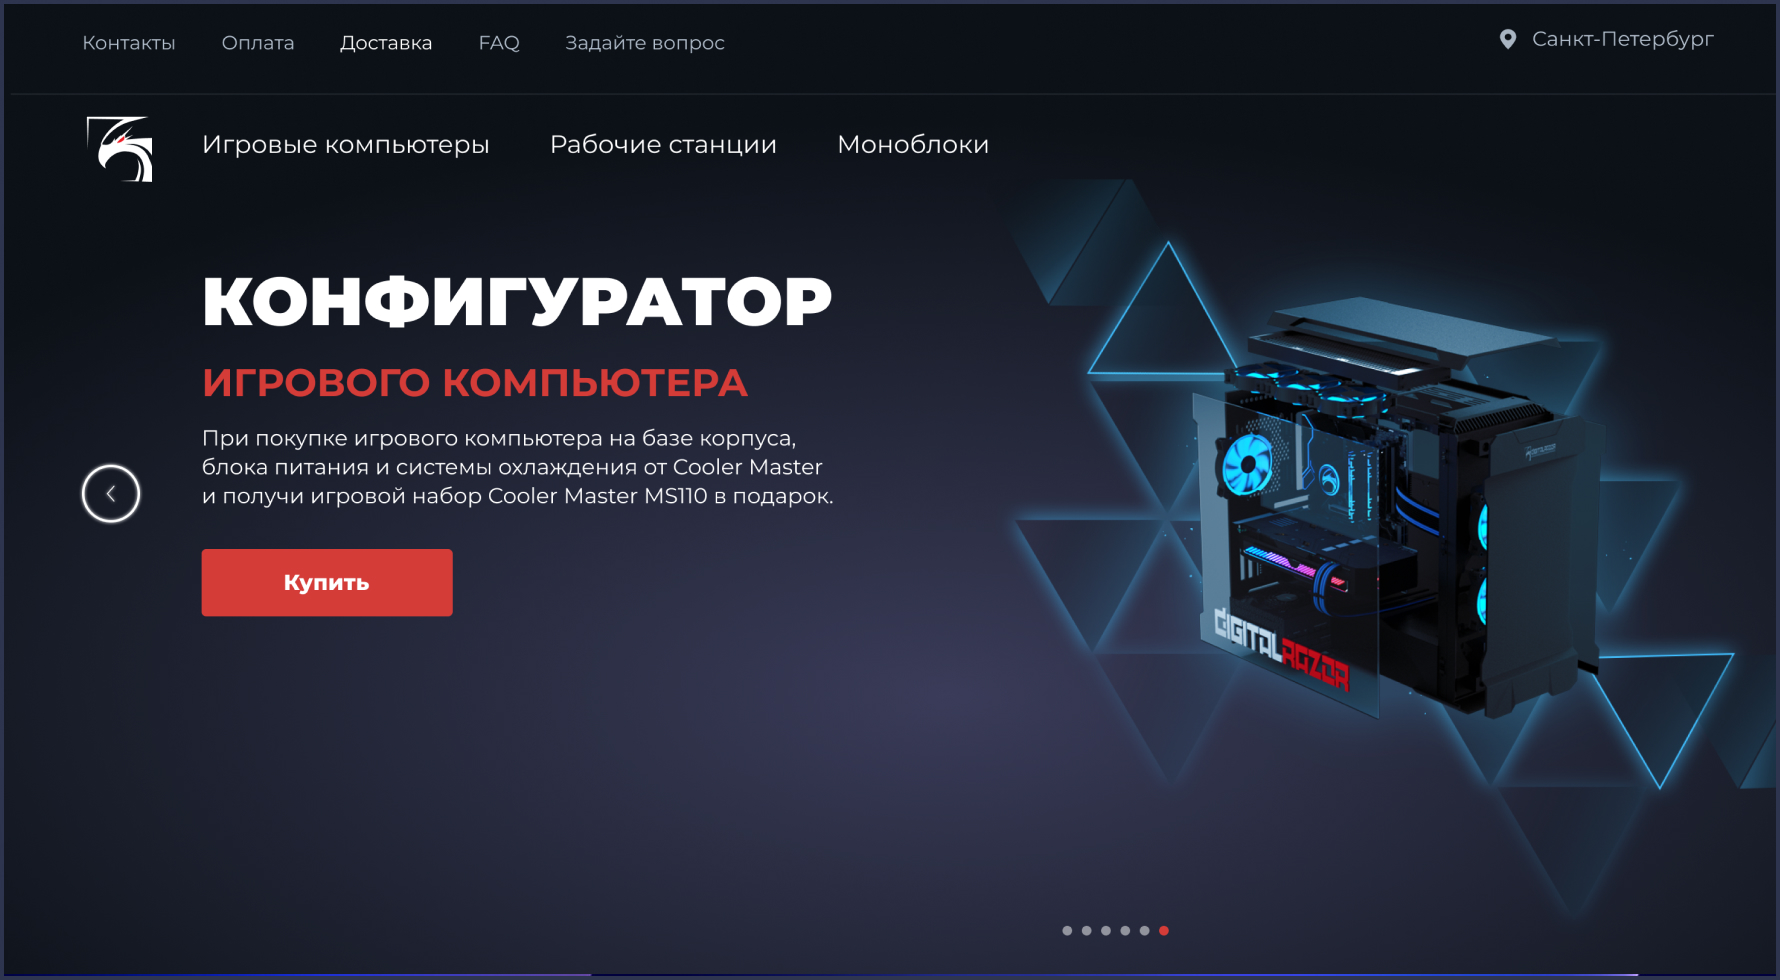 Контакты Оплата Доставка FAQ Задайте вопрос Санкт-Петербург
Игровые компьютеры Рабочие станции Моноблоки
КОНФИГУРАТОР
ИГРОВОГО КОМПЬЮТЕРА
При покупке игрового компьютера на базе корпуса,
блока питания и системы охлаждения от Cooler Master
и получи игровой набор Cooler Master MS110 в подарок.
Купить
DIGITALRAZOR